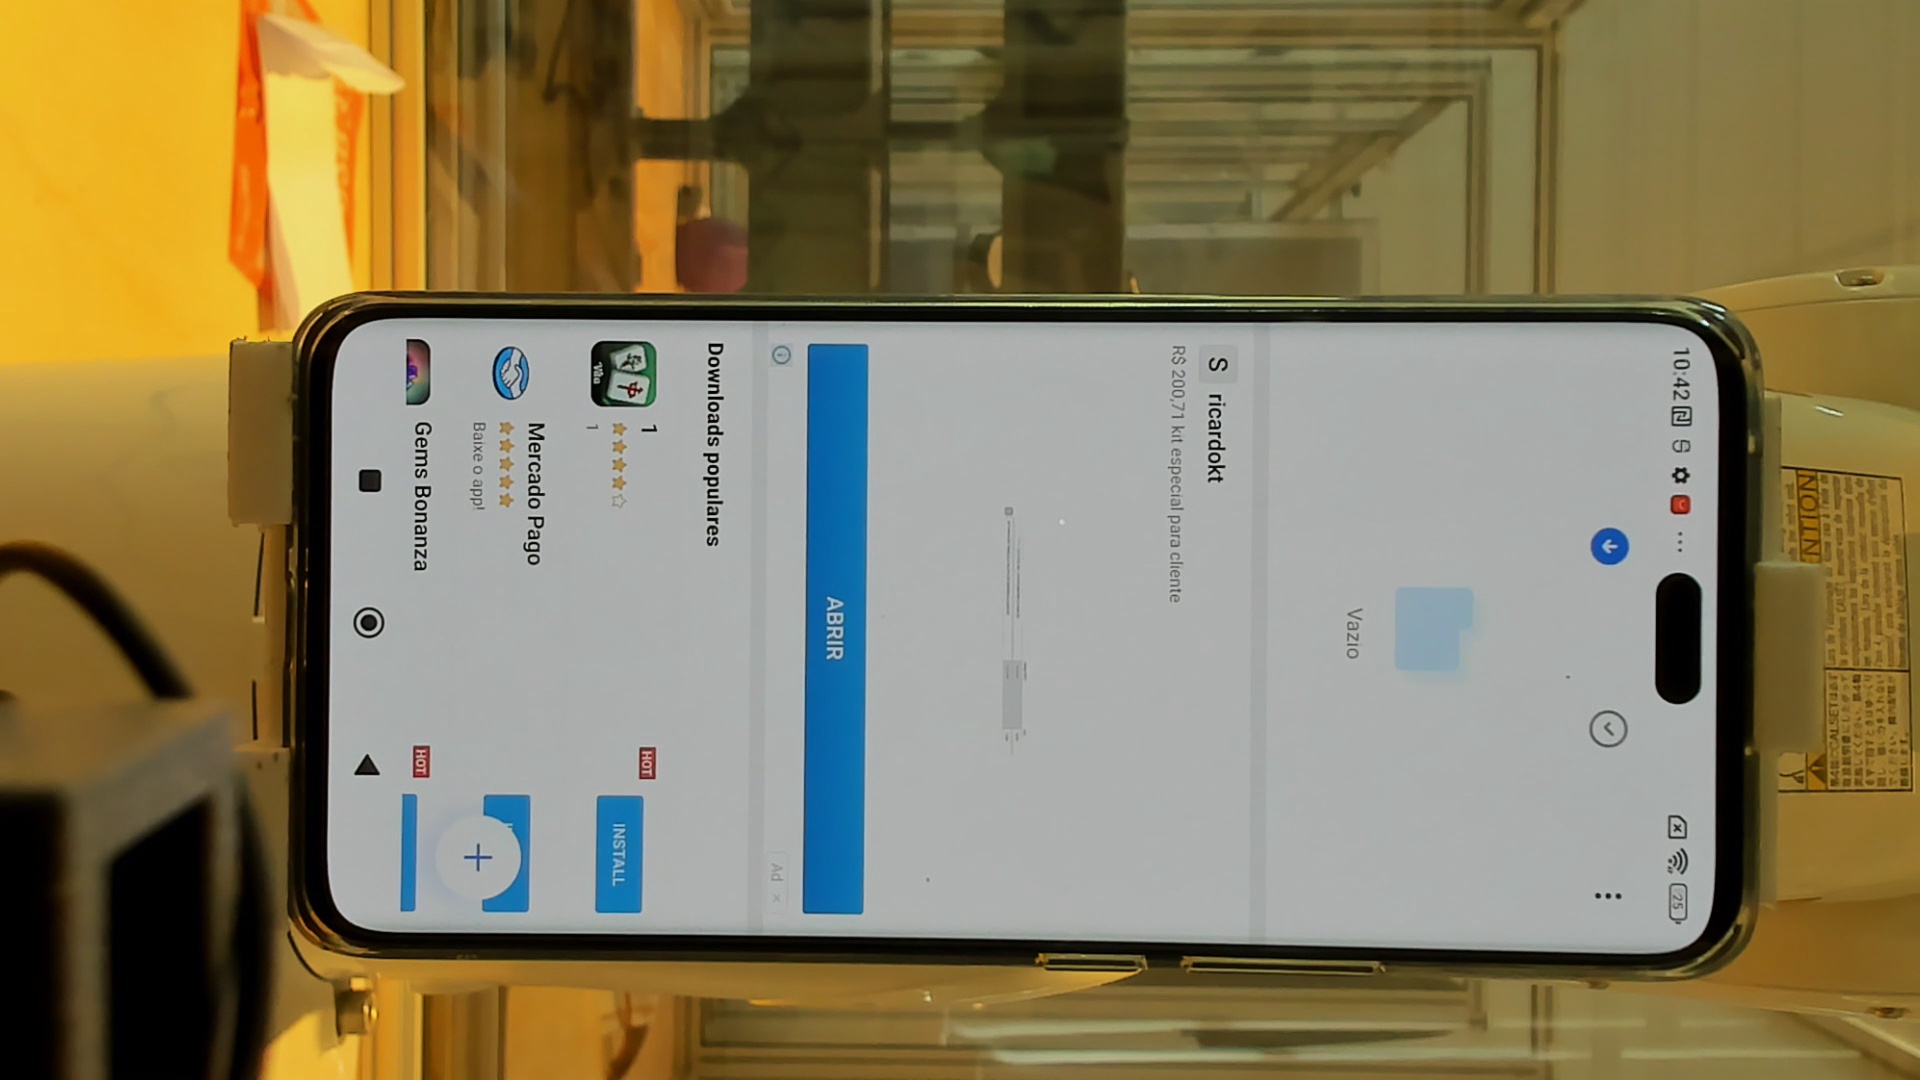 10:42
25
Vazio
S ricardokt
R$ 200,71 kit especial para cliente
ABRIR
Ad ×
Downloads populares
1
HOT
1
INSTALL
Vita
Mercado Pago
Baixe o app!
Gems Bonanza
HOT